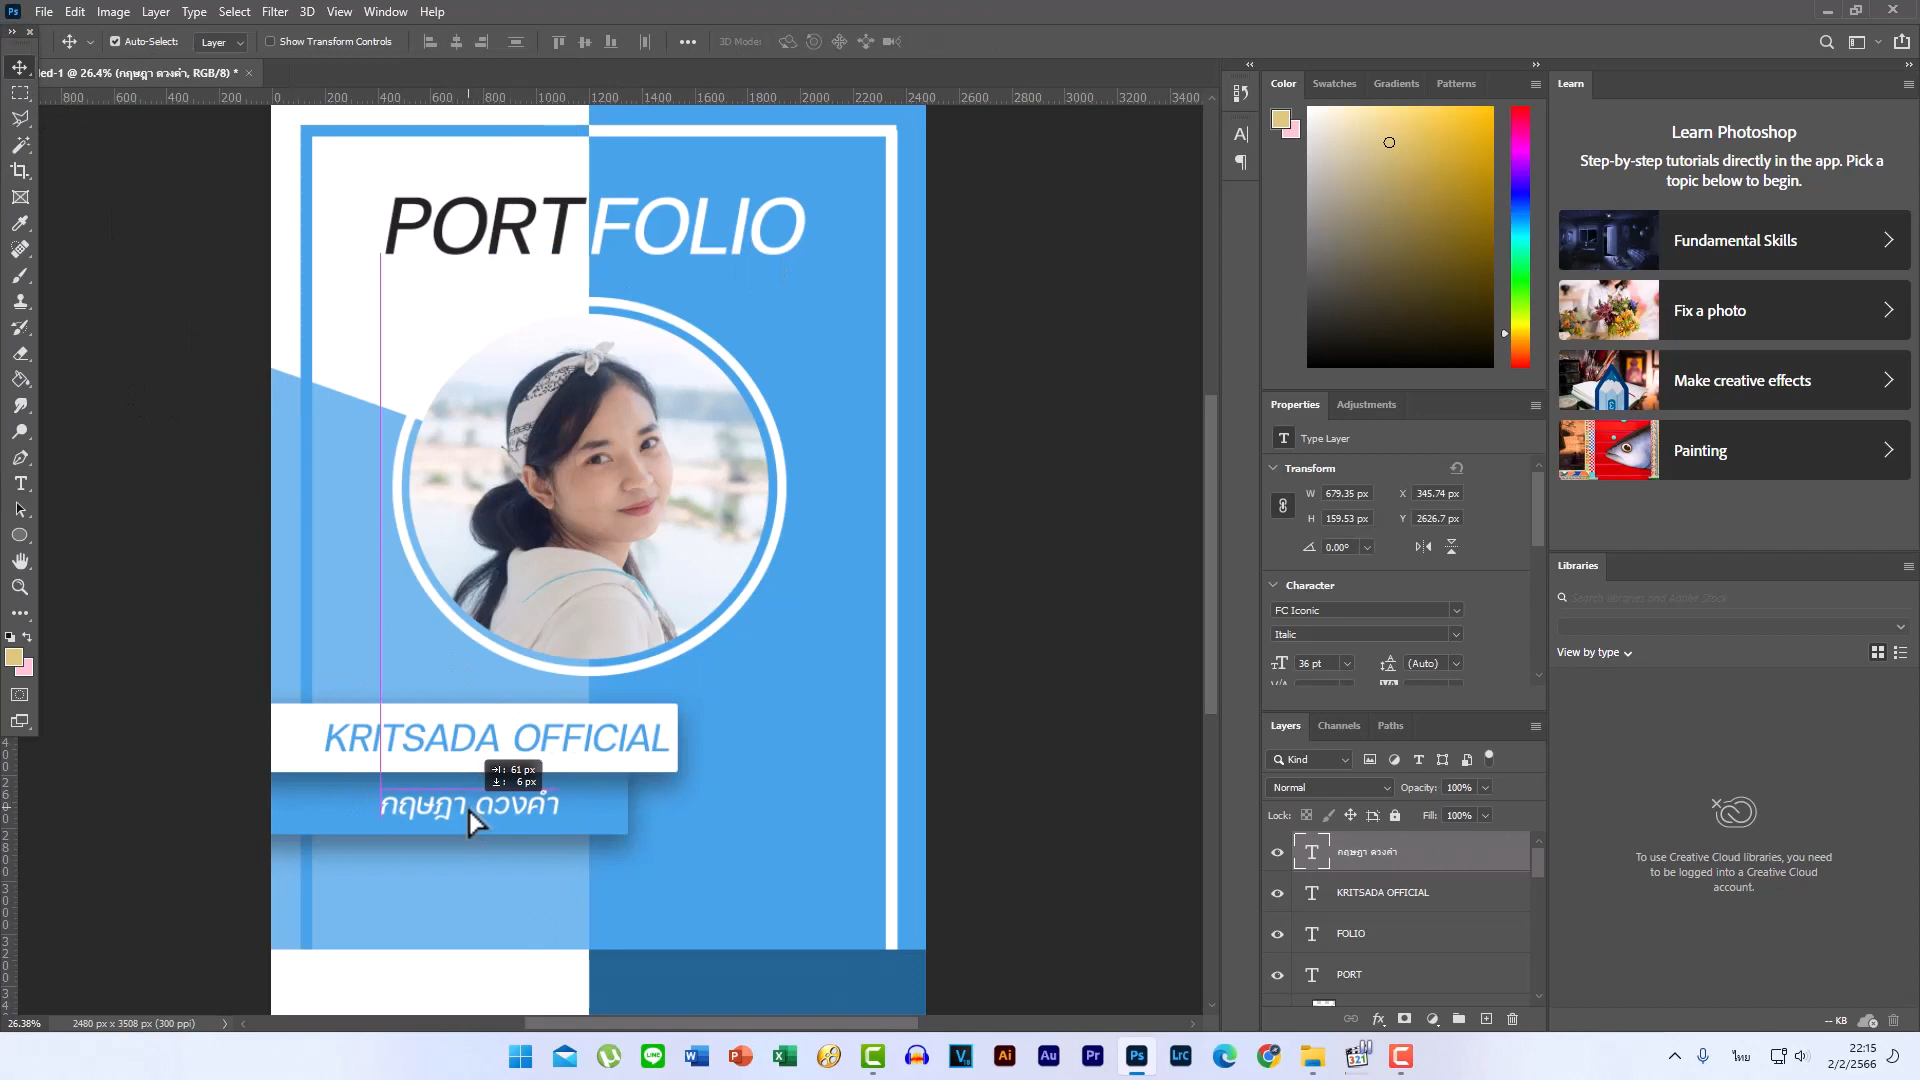 Ps File Edit Image Layer Type Select Filter 3D View Window Help
Auto-Select: Layer Show Transform Controls 3D Mode:
led-1 @ 26.4% (กฤษฎา ดวงคำ, RGB/8) *
800 600 400 200 0 200 400 600 800 1000 1200 1400 1600 1800 2000 2200 2400 2600 2800 3000 3200 3400
PORTFOLIO
KRITSADA OFFICIAL
61 px
6 px
กฤษฎา ดวงคำ
26.38% 2480 px x 3508 px (300 ppi)
Color Swatches Gradients Patterns
Properties Adjustments
T Type Layer
Transform
W 679.35 px X 345.74 px
H 159.53 px Y 2626.7 px
0.00°
Character
FC Iconic
Italic
36 pt (Auto)
Layers Channels Paths
Kind
Normal Opacity: 100%
Lock: Fill: 100%
กฤษฎา ดวงคำ
KRITSADA OFFICIAL
FOLIO
PORT
Learn
Learn Photoshop
Step-by-step tutorials directly in the app. Pick a
topic below to begin.
Fundamental Skills
Fix a photo
Make creative effects
Painting
Libraries
Search libraries and Adobe Stock
View by type
To use Creative Cloud libraries, you need
to be logged into a Creative Cloud
account.
-- KB
Ai Au Pr Ps LrC
321
ไทย
22:15
2/2/2566